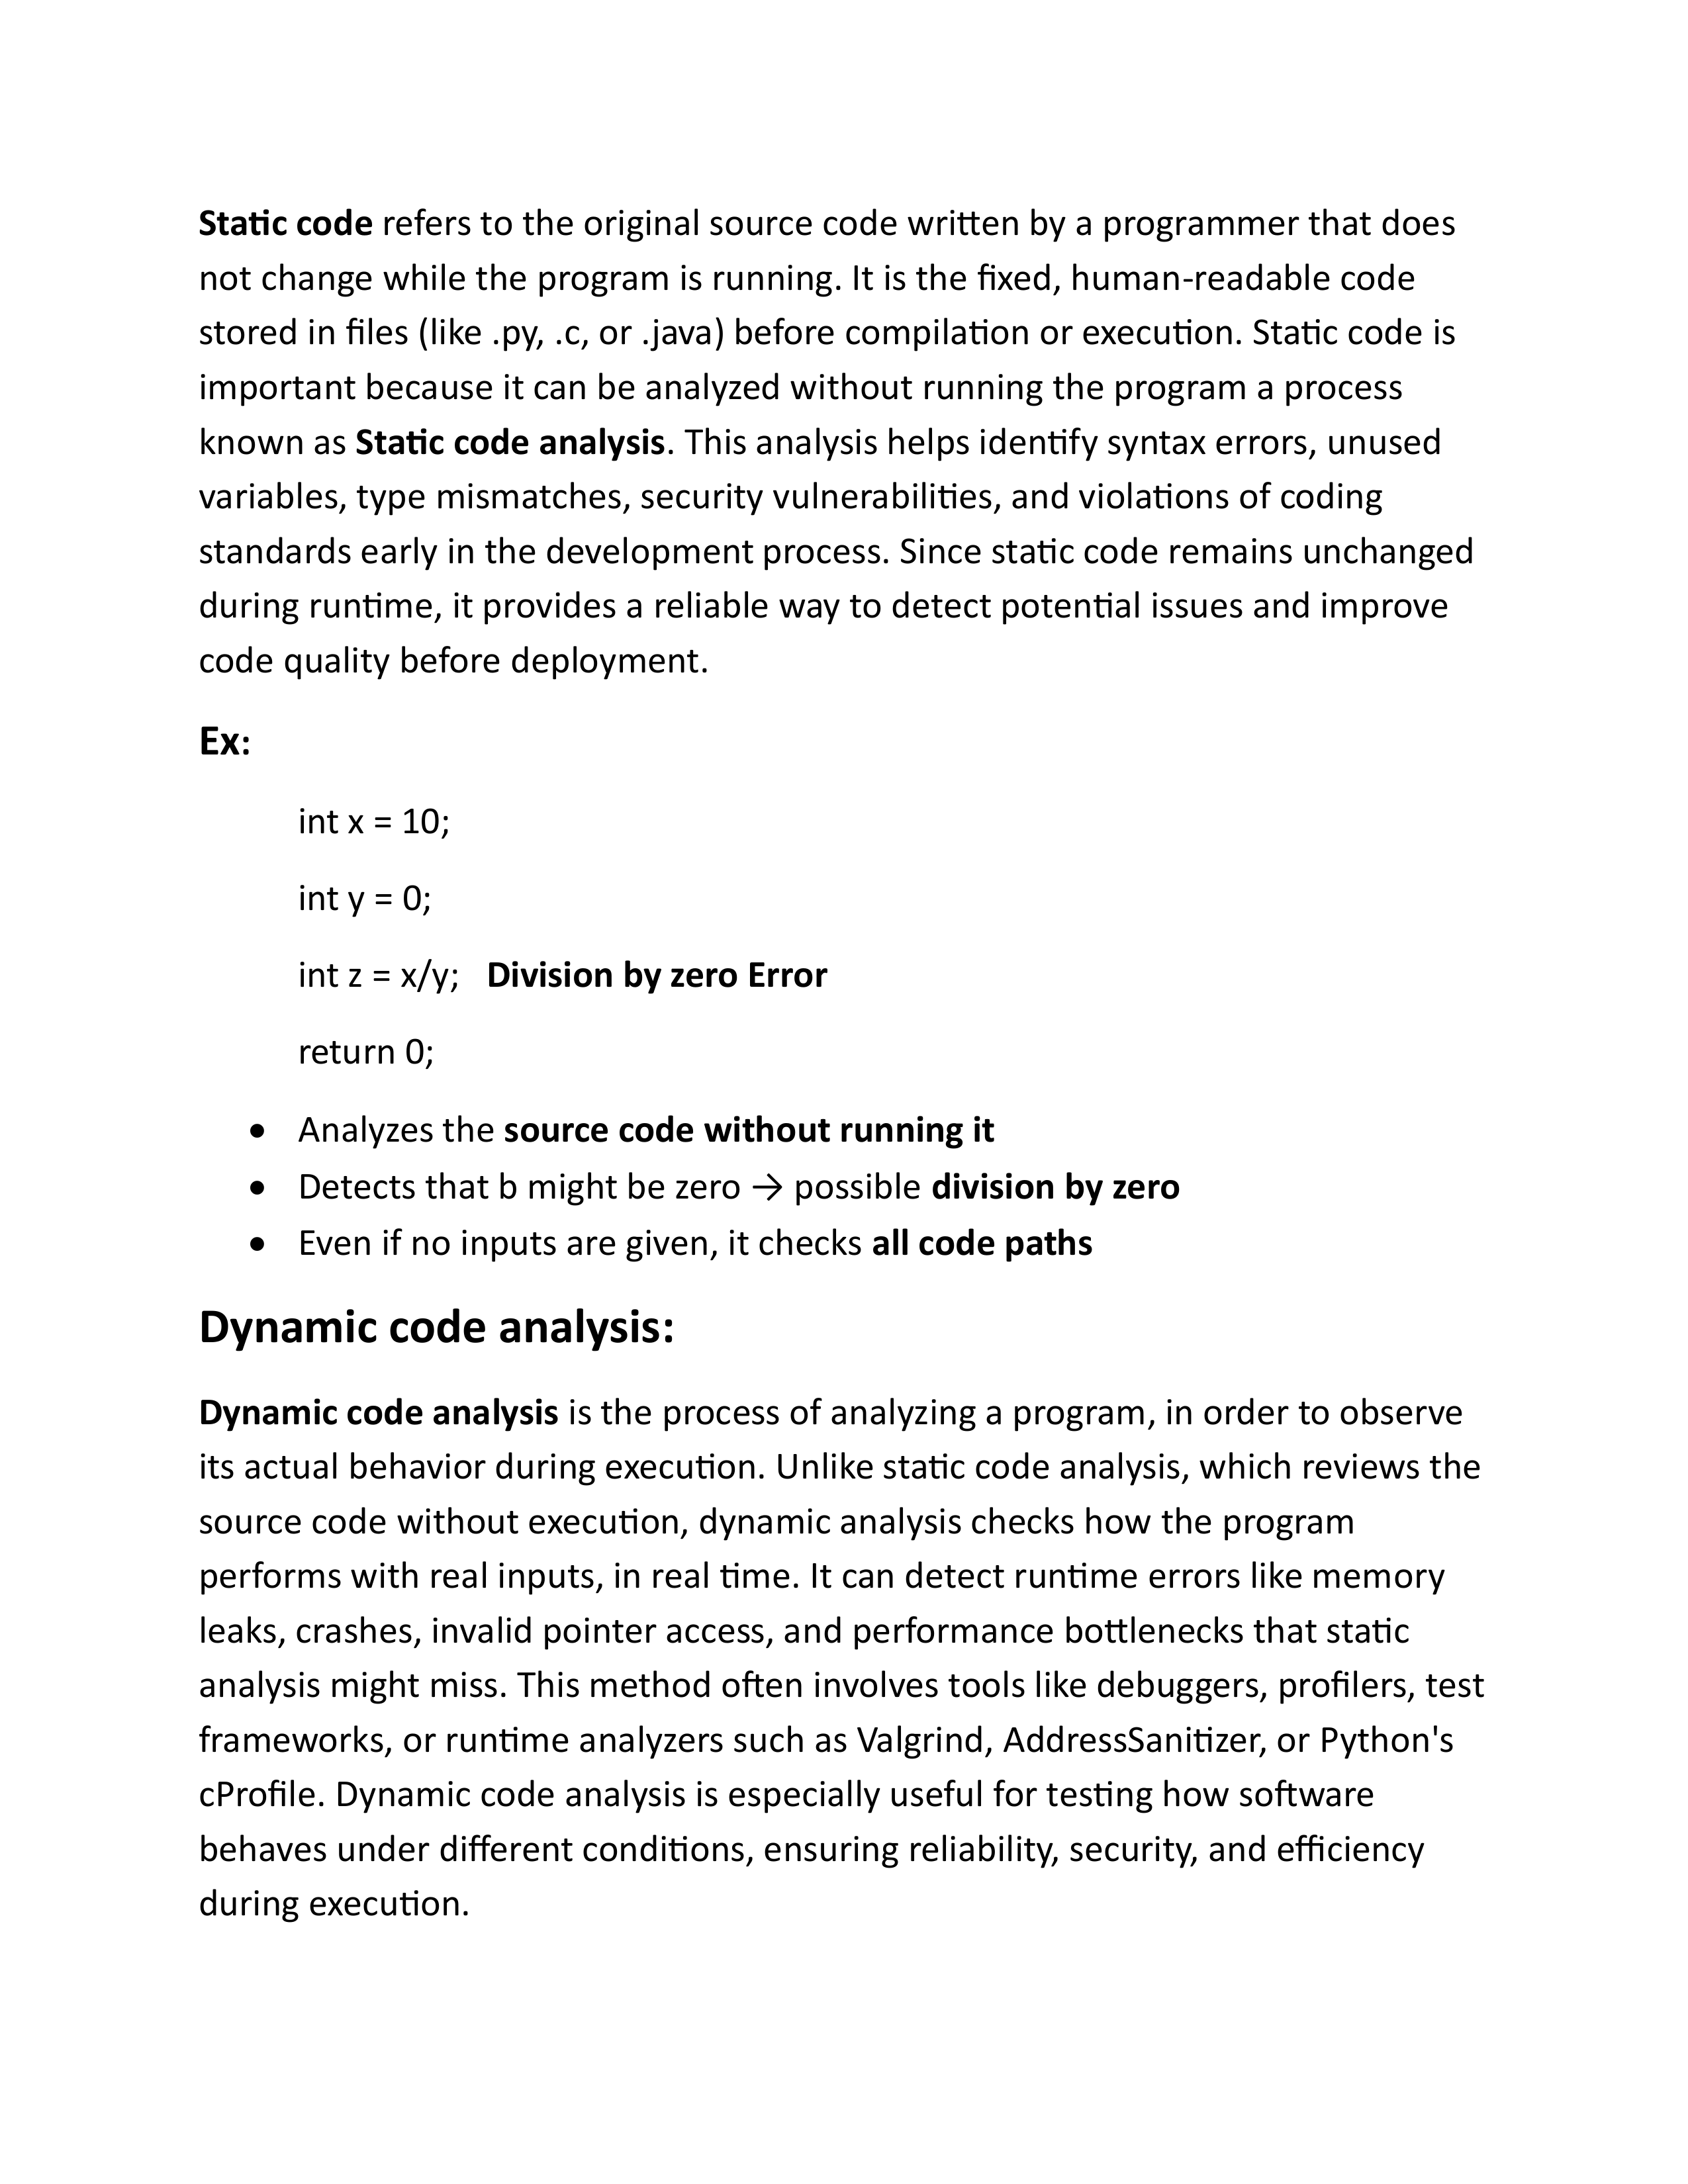 Static code refers to the original source code written by a programmer that does
not change while the program is running. It is the fixed, human-readable code
stored in files (like .py, .c, or .java) before compilation or execution. Static code is
important because it can be analyzed without running the program a process
known as Static code analysis. This analysis helps identify syntax errors, unused
variables, type mismatches, security vulnerabilities, and violations of coding
standards early in the development process. Since static code remains unchanged
during runtime, it provides a reliable way to detect potential issues and improve
code quality before deployment.
Ex:
int x = 10;
int y = 0;
int z = x/y;   Division by zero Error
return 0;
• Analyzes the source code without running it
• Detects that b might be zero → possible division by zero
• Even if no inputs are given, it checks all code paths
Dynamic code analysis:
Dynamic code analysis is the process of analyzing a program, in order to observe
its actual behavior during execution. Unlike static code analysis, which reviews the
source code without execution, dynamic analysis checks how the program
performs with real inputs, in real time. It can detect runtime errors like memory
leaks, crashes, invalid pointer access, and performance bottlenecks that static
analysis might miss. This method often involves tools like debuggers, profilers, test
frameworks, or runtime analyzers such as Valgrind, AddressSanitizer, or Python's
cProfile. Dynamic code analysis is especially useful for testing how software
behaves under different conditions, ensuring reliability, security, and efficiency
during execution.